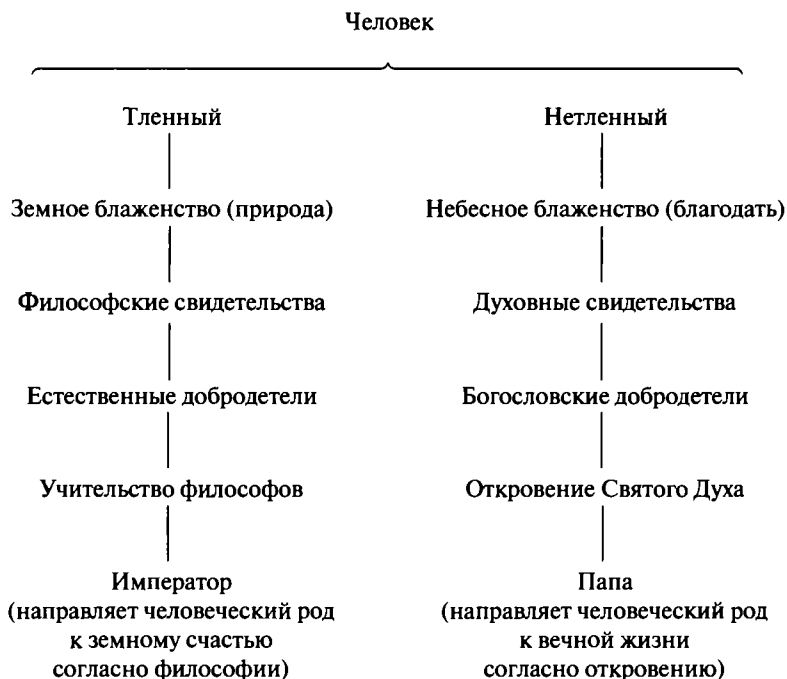 Человек
Тленный
Нетленный
Земное блаженство (природа)
Небесное блаженство (благодать)
Философские свидетельства
Духовные свидетельства
Естественные добродетели
Богословские добродетели
Учительство философов
Откровение Святого Духа
Император
(направляет человеческий род
к земному счастью
согласно философии)
Папа
(направляет человеческий род
к вечной жизни
согласно откровению)